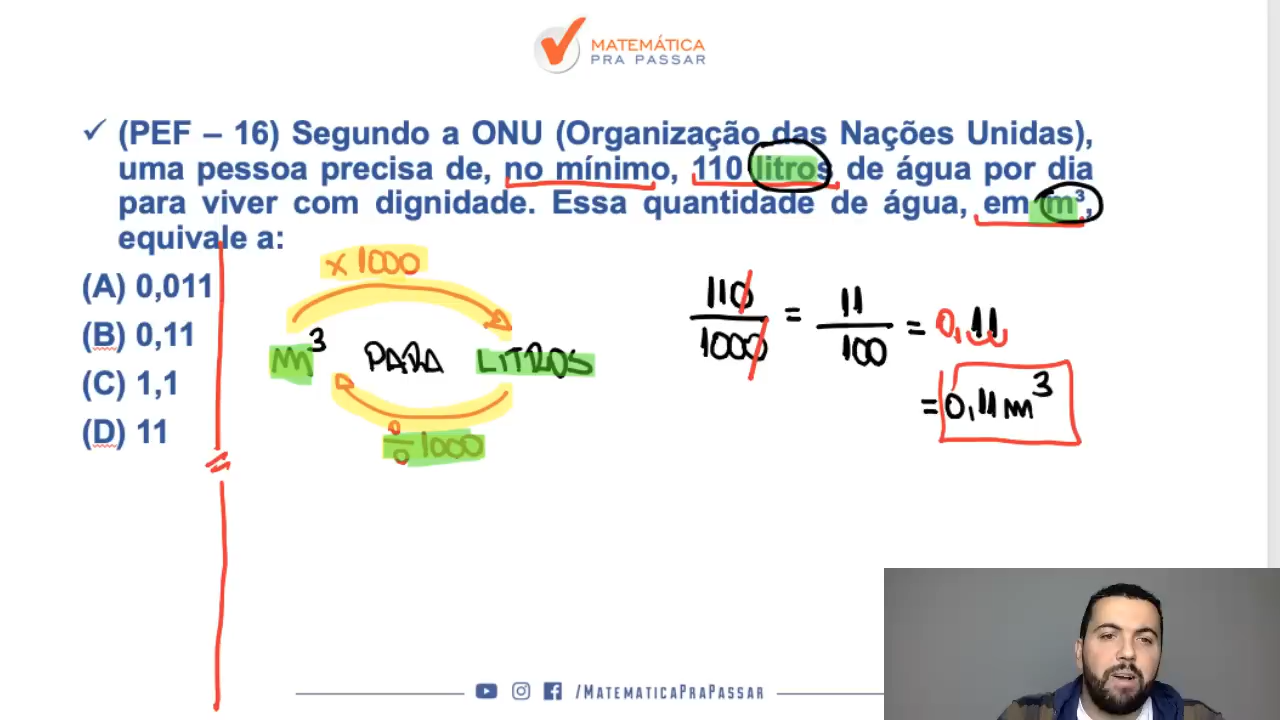 MATEMÁTICA
PRA PASSAR
✓ (PEF – 16) Segundo a ONU (Organização das Nações Unidas),
uma pessoa precisa de, no mínimo, 110 litros de água por dia
para viver com dignidade. Essa quantidade de água, em m³,
equivale a:
(A) 0,011
(B) 0,11
(C) 1,1
(D) 11
x 1000
m³ PARA LITROS
÷ 1000
110/1000 = 11/100 = 0,11
= 0,11 m³
/MATEMATICAPRAPASSAR